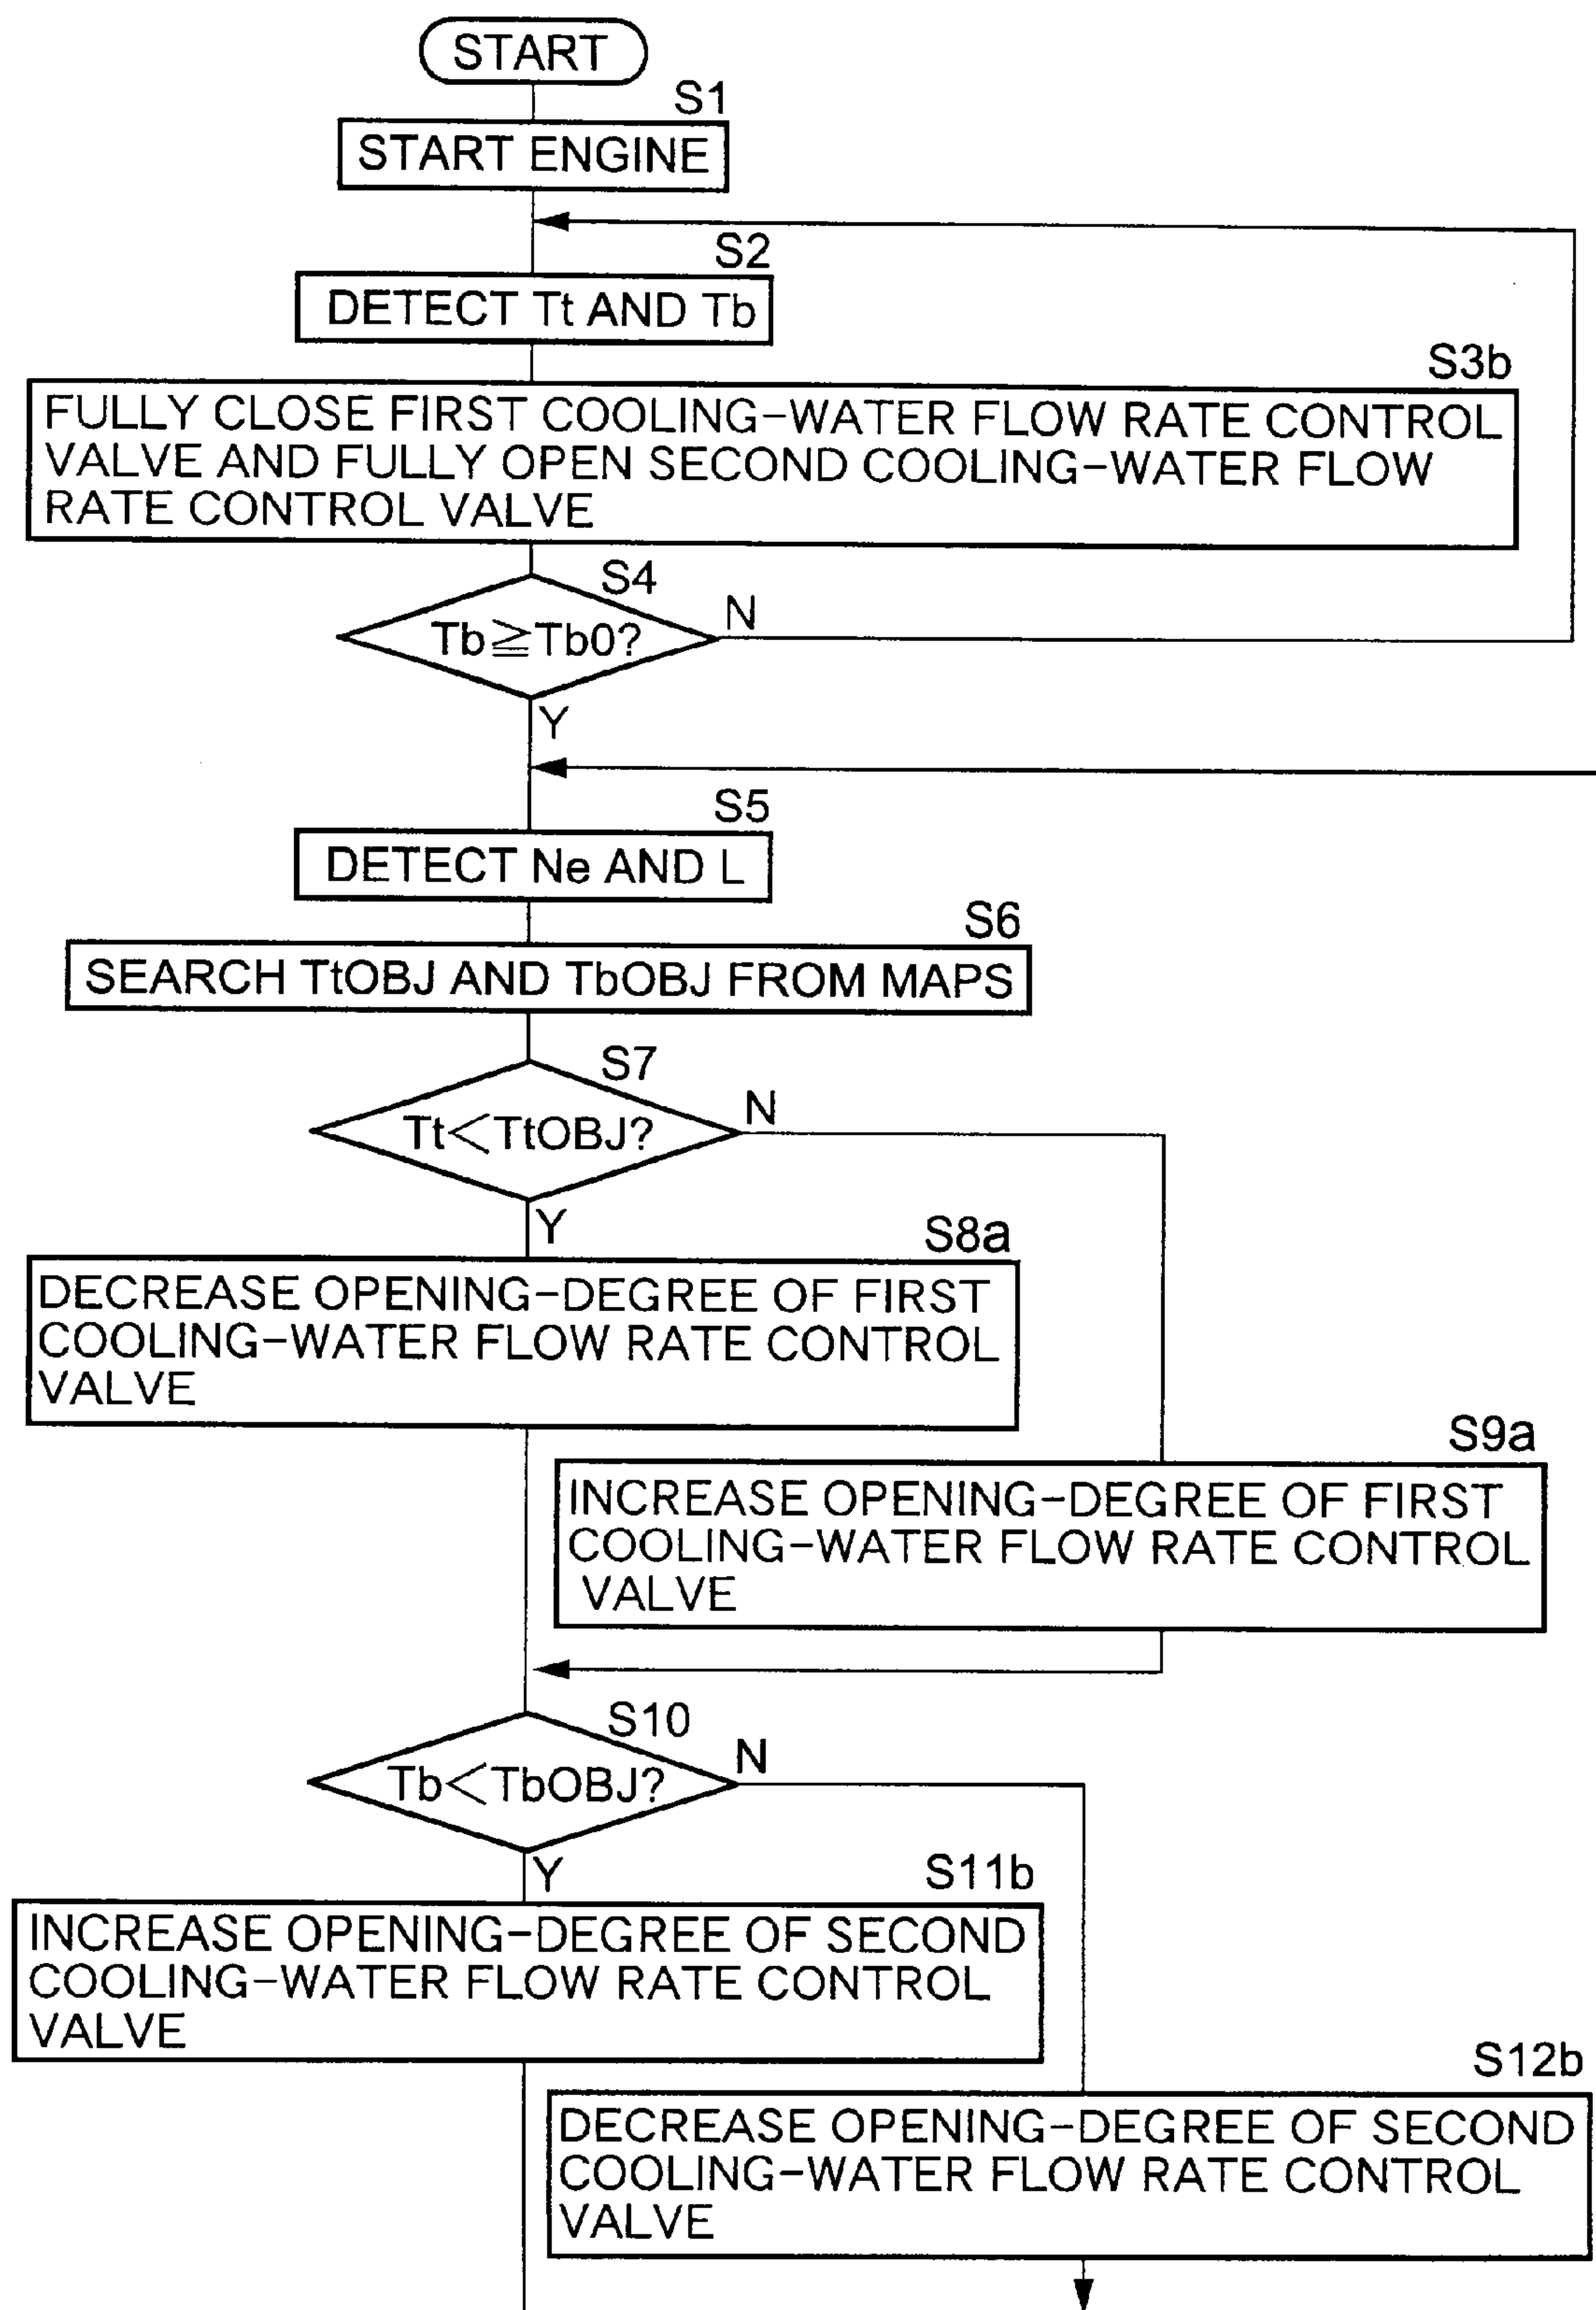 START
S1
START ENGINE
S2
DETECT Tt AND Tb
S3b
FULLY CLOSE FIRST COOLING-WATER FLOW RATE CONTROL
VALVE AND FULLY OPEN SECOND COOLING-WATER FLOW
RATE CONTROL VALVE
S4
Tb≧Tb0?
N
Y
S5
DETECT Ne AND L
S6
SEARCH TtOBJ AND TbOBJ FROM MAPS
S7
Tt<TtOBJ?
N
Y
S8a
DECREASE OPENING-DEGREE OF FIRST
COOLING-WATER FLOW RATE CONTROL
VALVE
S9a
INCREASE OPENING-DEGREE OF FIRST
COOLING-WATER FLOW RATE CONTROL
VALVE
S10
Tb<TbOBJ?
N
Y
S11b
INCREASE OPENING-DEGREE OF SECOND
COOLING-WATER FLOW RATE CONTROL
VALVE
S12b
DECREASE OPENING-DEGREE OF SECOND
COOLING-WATER FLOW RATE CONTROL
VALVE